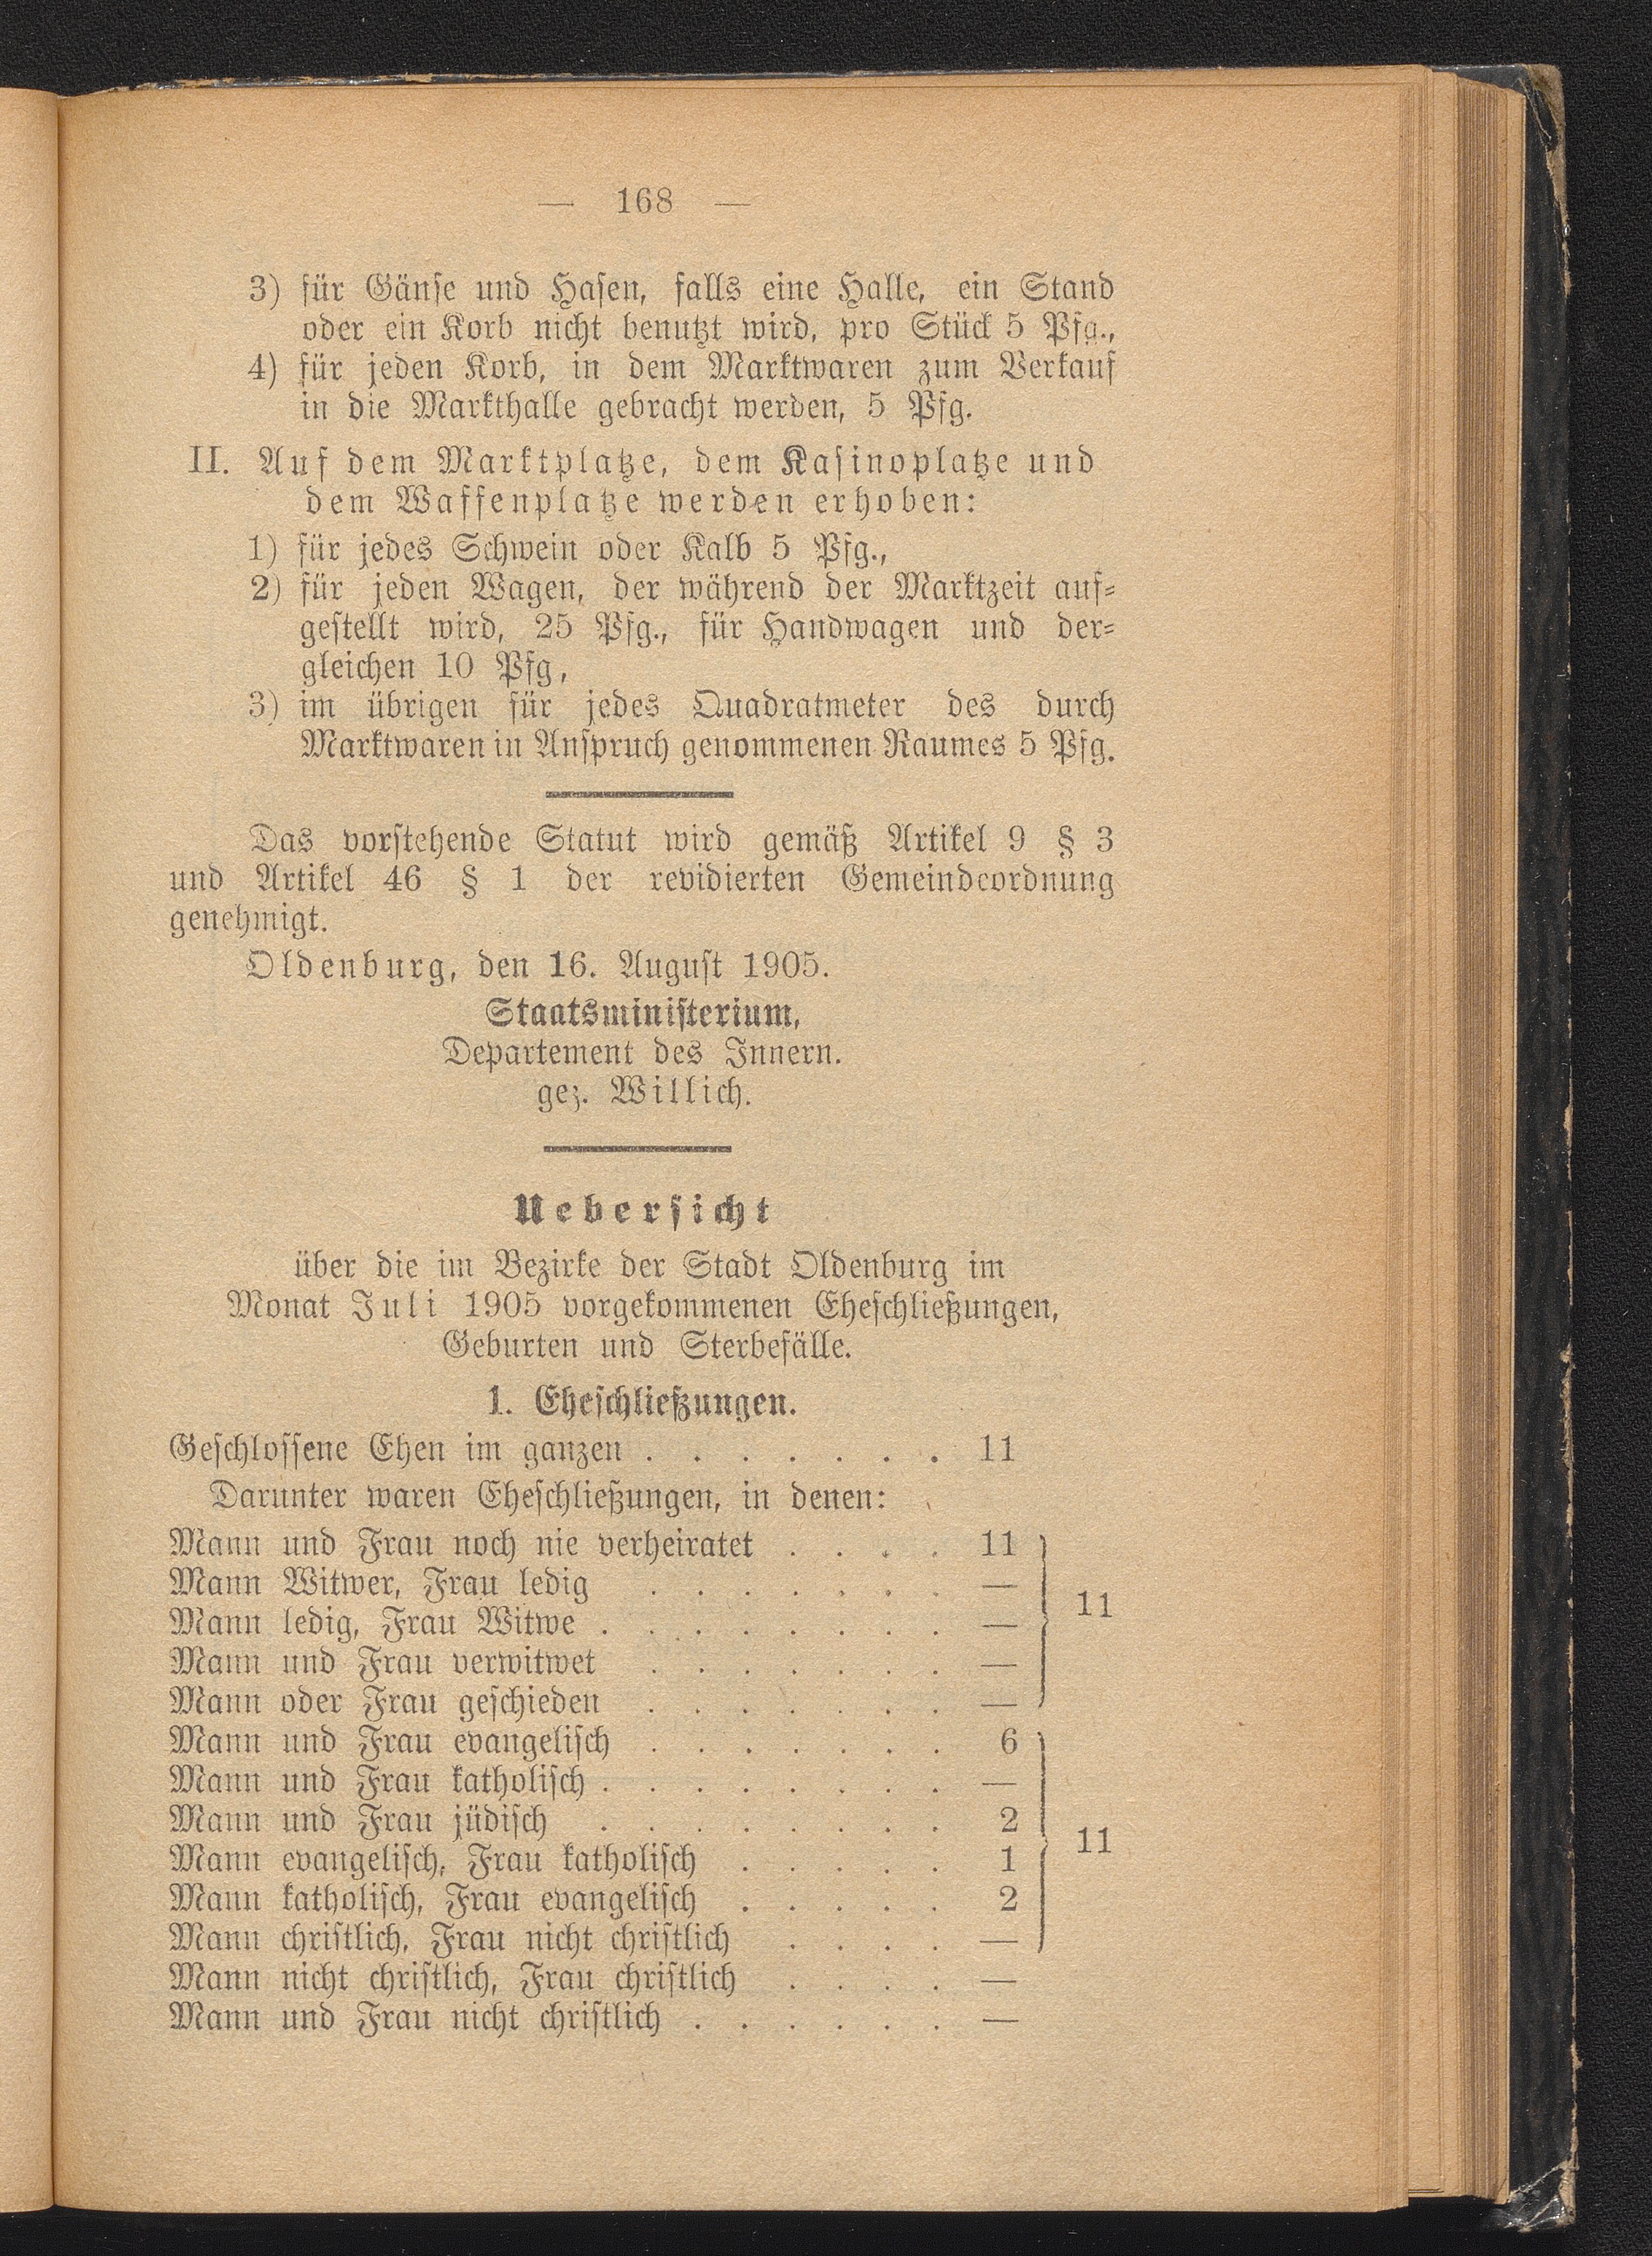 — 168 —
3) für Gänse und Hasen, falls eine Halle, ein Stand
oder ein Korb nicht benutzt wird, pro Stück 5 Pfg.,
4) für jeden Korb, in dem Marktwaren zum Verkauf
in die Markthalle gebracht werden, 5 Pfg.
II. Auf dem Marktplatze, dem Kasinoplatze und
dem Waffenplatze werden erhoben:
1) für jedes Schwein oder Kalb 5 Pfg.,
2) für jeden Wagen, der während der Marktzeit auf-
gestellt wird, 25 Pfg., für Handwagen und der-
gleichen 10 Pfg,
3) im übrigen für jedes Quadratmeter des durch
Marktwaren in Anspruch genommenen Raumes 5 Pfg.
Das vorstehende Statut wird gemäß Artikel 9 § 3
und Artikel 46 § 1 der revidierten Gemeindeordnung
genehmigt.
Oldenburg, den 16. August 1905.
Staatsministerium,
Departement des Innern.
gez. Willich.
Uebersicht
über die im Bezirke der Stadt Oldenburg im
Monat Juli 1905 vorgekommenen Eheschließungen,
Geburten und Sterbefälle.
1. Eheschließungen.
Geschlossene Ehen im ganzen . . . . . . . 11
Darunter waren Eheschließungen, in denen:
Mann und Frau noch nie verheiratet . . . . 11
Mann Witwer, Frau ledig . . . . . . . —
11
Mann ledig, Frau Witwe . . . . . . . . —
Mann und Frau verwitwet . . . . . . . —
Mann oder Frau geschieden . . . . . . . —
Mann und Frau evangelisch . . . . . . . 6
Mann und Frau katholisch . . . . . . . . —
Mann und Frau jüdisch . . . . . . . . 2
11
Mann evangelisch, Frau katholisch . . . . . 1
Mann katholisch, Frau evangelisch . . . . . 2
Mann christlich, Frau nicht christlich . . . . —
Mann nicht christlich, Frau christlich . . . . —
Mann und Frau nicht christlich . . . . . . —